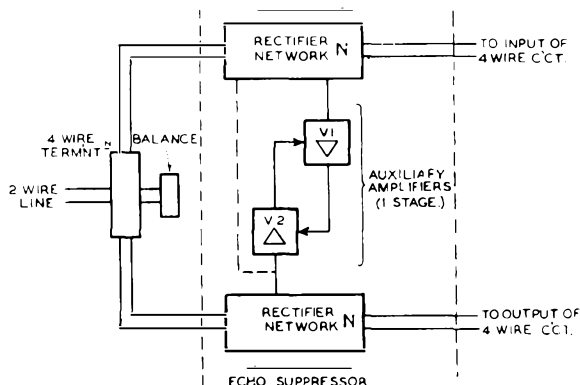 RECTIFIER
NETWORK N
TO INPUT OF
4 WIRE C'CT.
4 WIRE
TERMNT N
BALANCE
V1
2 WIRE
LINE
AUXILIAFY
AMPLIFIERS
(1 STAGE.)
V2
RECTIFIER
NETWORK N
TO OUTPUT OF
4 WIRE C'CT.
ECHO SUPPRESSOR